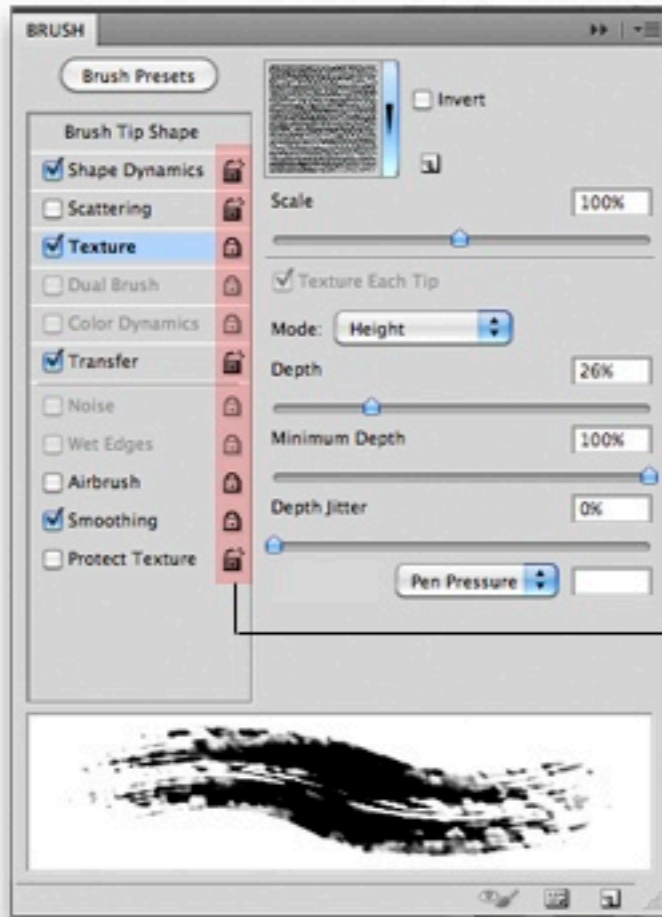 BRUSH
Brush Presets
Brush Tip Shape
Shape Dynamics
Scattering
Texture
Dual Brush
Color Dynamics
Transfer
Noise
Wet Edges
Airbrush
Smoothing
Protect Texture
Invert
Scale 100%
Texture Each Tip
Mode: Height
Depth 26%
Minimum Depth 100%
Depth Jitter 0%
Pen Pressure